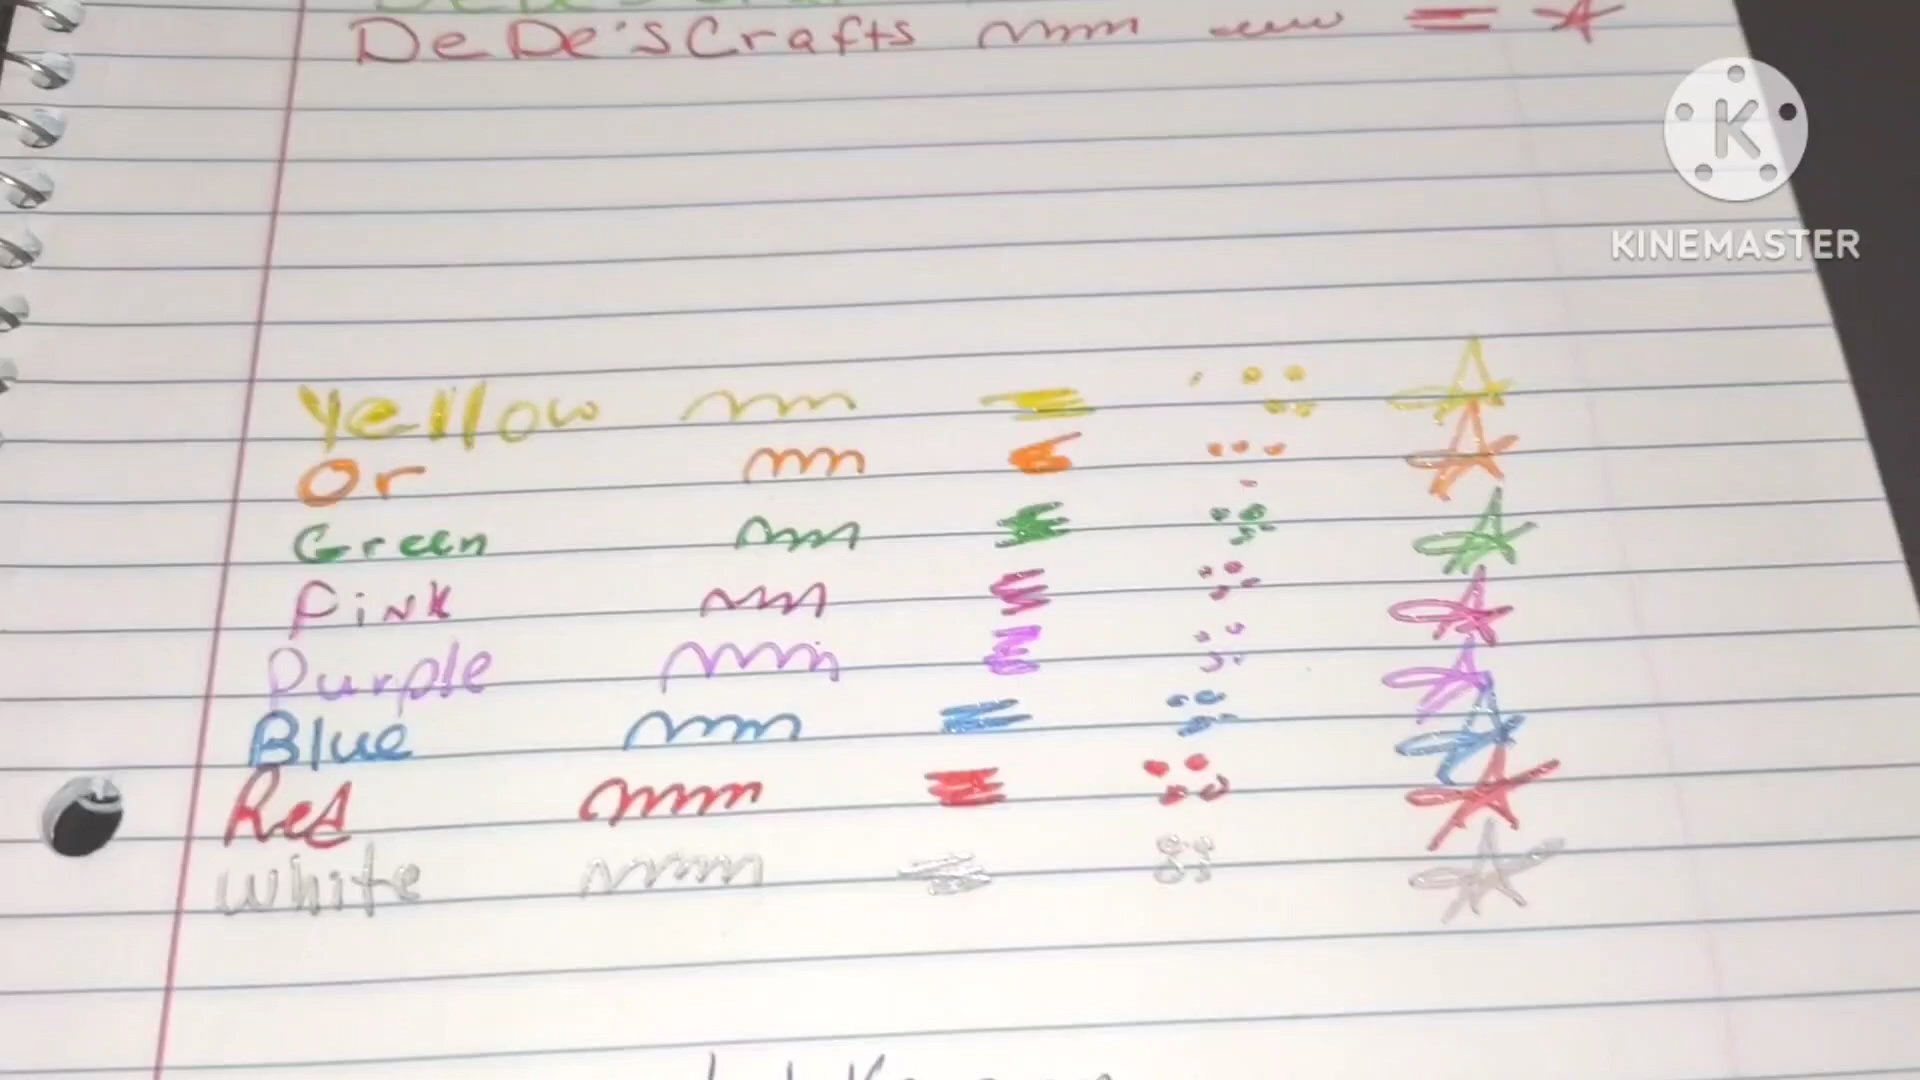 DeDe'sCrafts
K
KINEMASTER
Yellow
Or
Green
Pink
Purple
Blue
Red
White